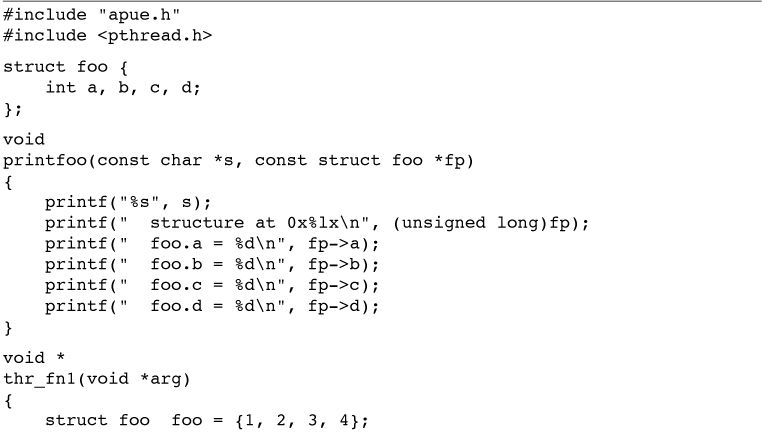 #include "apue.h"
#include <pthread.h>
struct foo {
    int a, b, c, d;
};
void
printfoo(const char *s, const struct foo *fp)
{
    printf("%s", s);
    printf("  structure at 0x%lx\n", (unsigned long)fp);
    printf("  foo.a = %d\n", fp->a);
    printf("  foo.b = %d\n", fp->b);
    printf("  foo.c = %d\n", fp->c);
    printf("  foo.d = %d\n", fp->d);
}
void *
thr_fn1(void *arg)
{
    struct foo  foo = {1, 2, 3, 4};